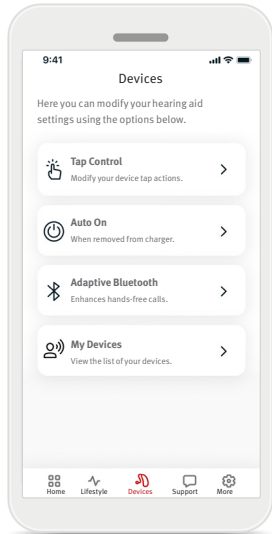 9:41
Devices
Here you can modify your hearing aid
settings using the options below.
Tap Control
Modify your device tap actions.
Auto On
When removed from charger.
Adaptive Bluetooth
Enhances hands-free calls.
My Devices
View the list of your devices.
Home Lifestyle Devices Support More